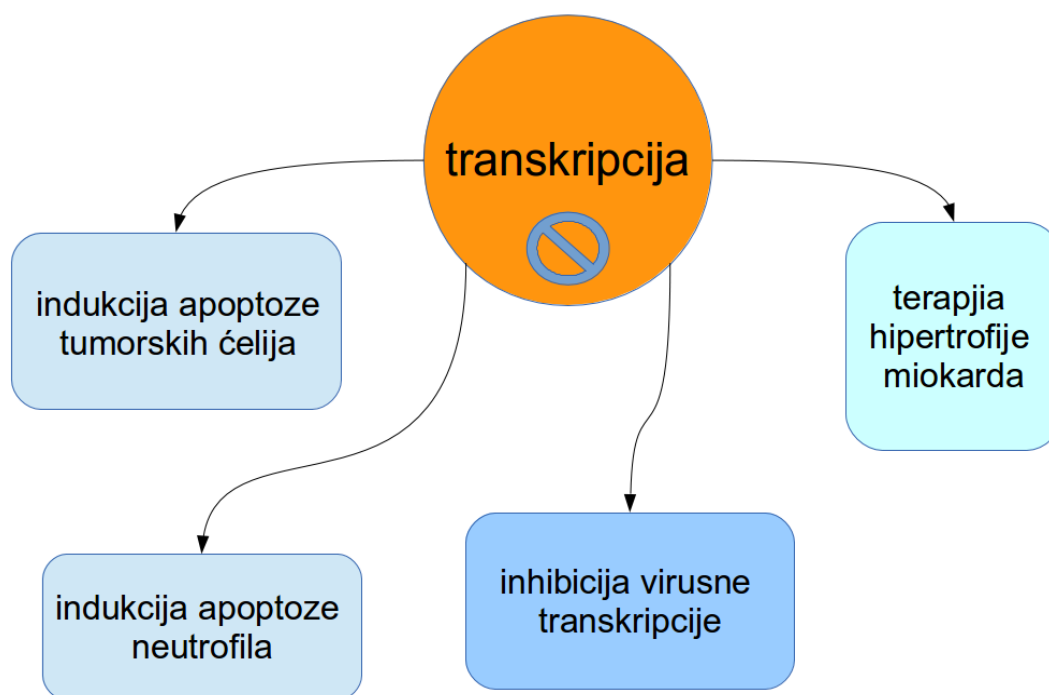 transkripcija
indukcija apoptoze
tumorskih ćelija
terapjia
hipertrofije
miokarda
indukcija apoptoze
neutrofila
inhibicija virusne
transkripcije